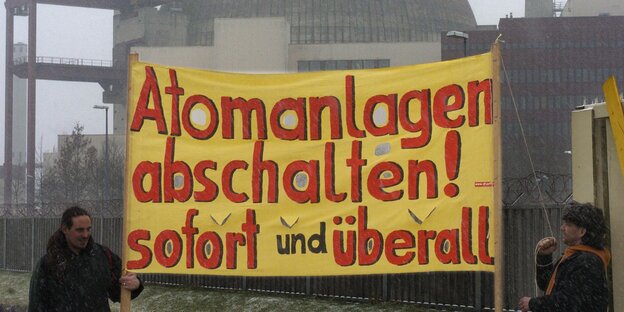 Atomanlagen
abschalten!
sofort und überall